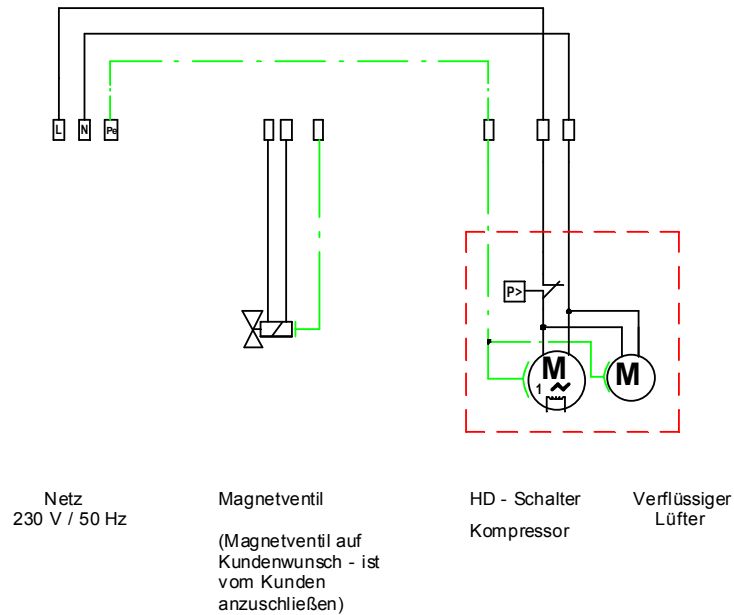 L N Pe
P>
M
1
M
Netz
230 V / 50 Hz
Magnetventil
(Magnetventil auf
Kundenwunsch - ist
vom Kunden
anzuschließen)
HD - Schalter
Kompressor
Verflüssiger
Lüfter